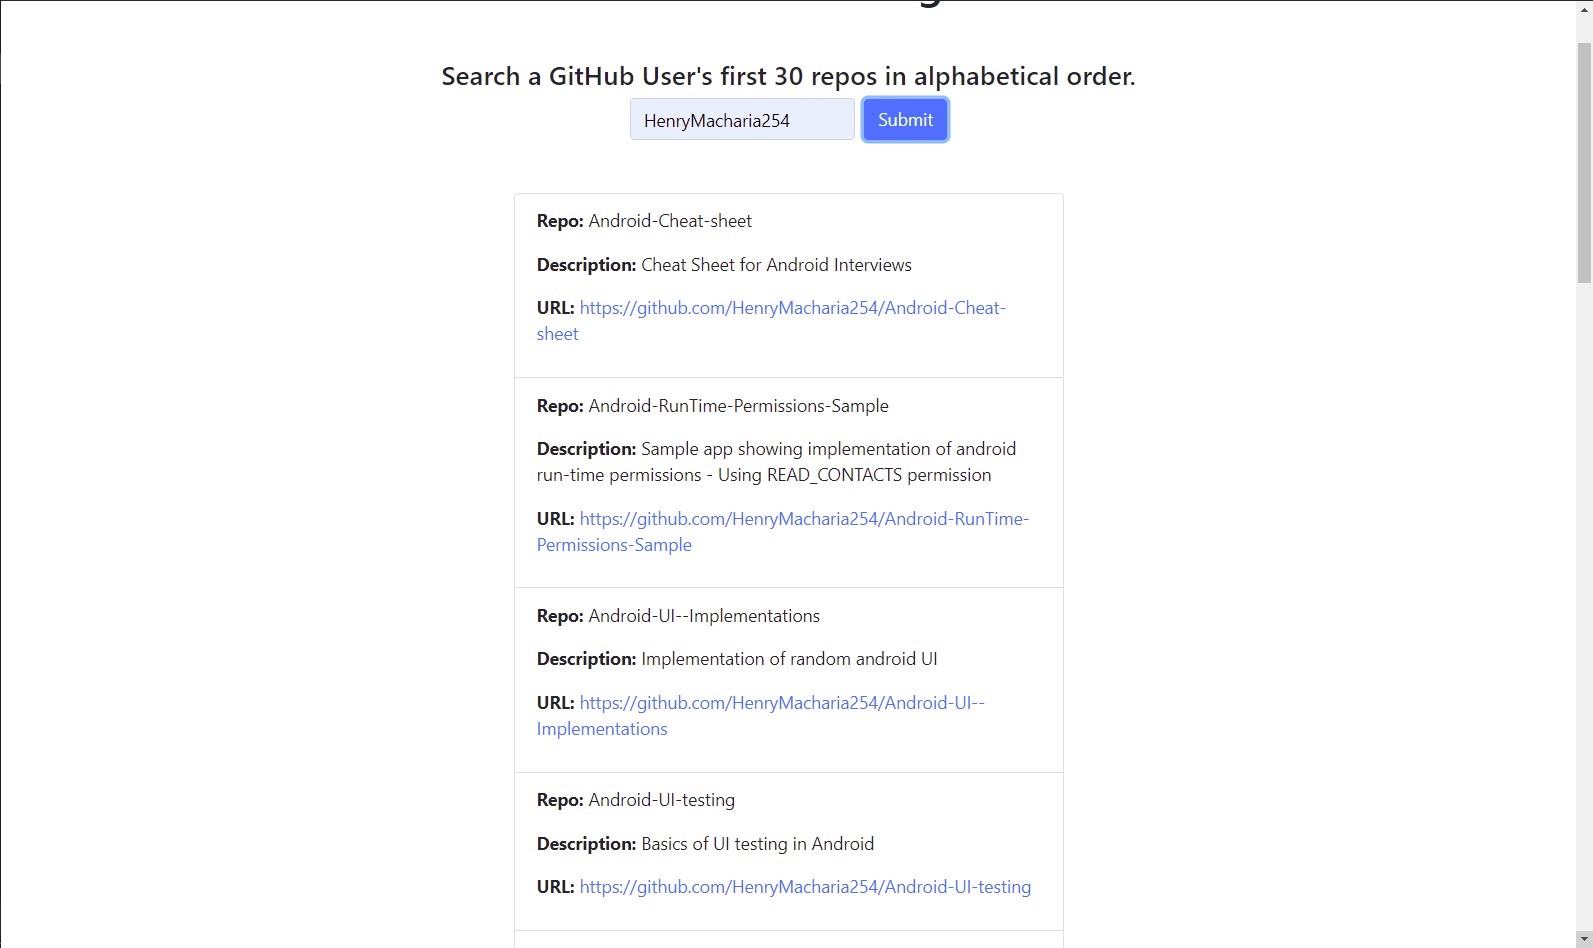 Search a GitHub User's first 30 repos in alphabetical order.
HenryMacharia254
Submit
Repo: Android-Cheat-sheet
Description: Cheat Sheet for Android Interviews
URL: https://github.com/HenryMacharia254/Android-Cheat-
sheet
Repo: Android-RunTime-Permissions-Sample
Description: Sample app showing implementation of android
run-time permissions - Using READ_CONTACTS permission
URL: https://github.com/HenryMacharia254/Android-RunTime-
Permissions-Sample
Repo: Android-UI--Implementations
Description: Implementation of random android UI
URL: https://github.com/HenryMacharia254/Android-UI--
Implementations
Repo: Android-UI-testing
Description: Basics of UI testing in Android
URL: https://github.com/HenryMacharia254/Android-UI-testing